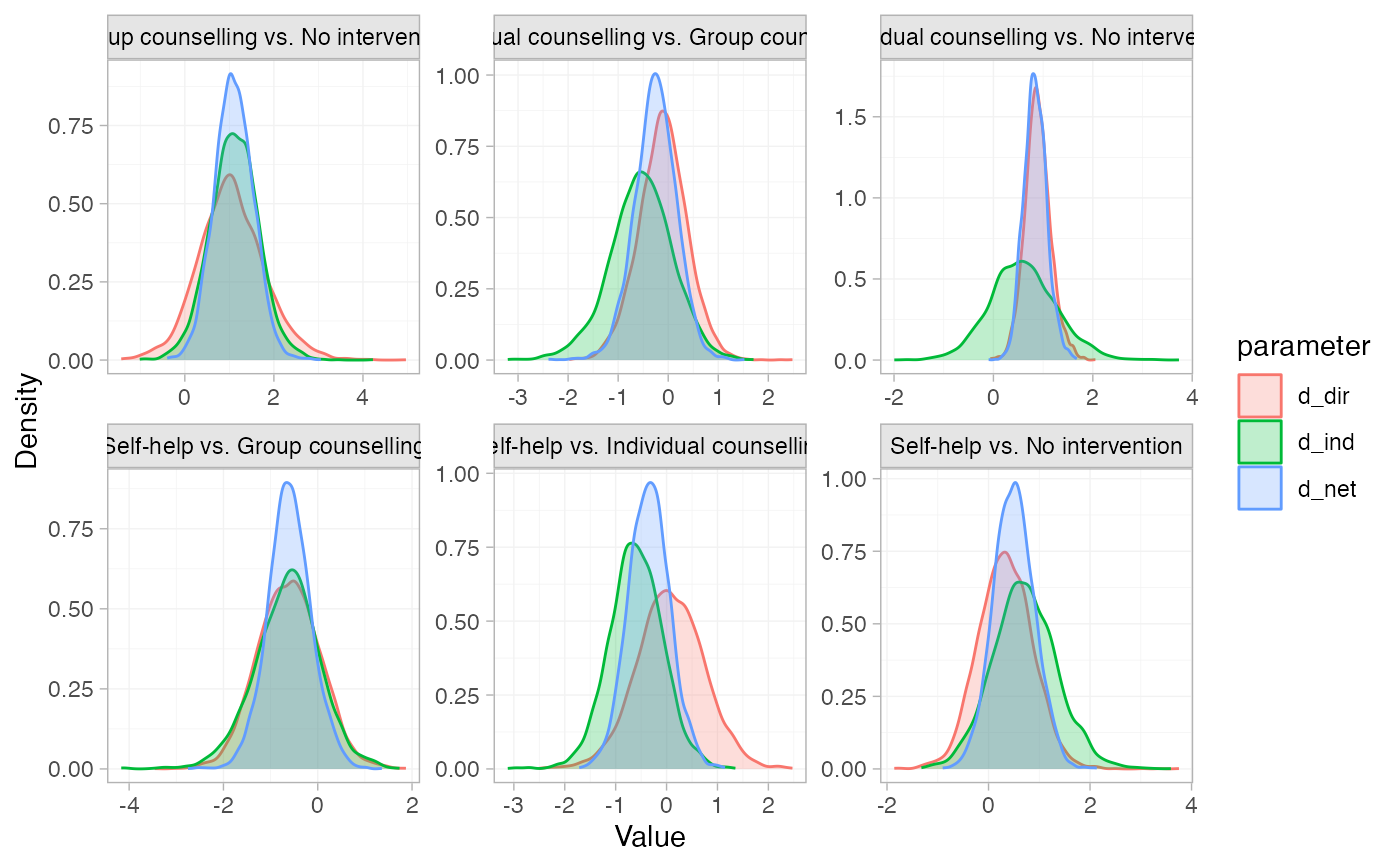 up counselling vs. No interven
ual counselling vs. Group coun
dual counselling vs. No interve
0.75
0.50
0.25
0.00
0 2 4
1.00
0.75
0.50
0.25
0.00
-3 -2 -1 0 1 2
1.5
1.0
0.5
0.0
-2 0 2 4
Self-help vs. Group counselling
elf-help vs. Individual counsellin
Self-help vs. No intervention
0.75
0.50
0.25
0.00
-4 -2 0 2
1.00
0.75
0.50
0.25
0.00
-3 -2 -1 0 1 2
1.00
0.75
0.50
0.25
0.00
-2 0 2 4
Density
Value
parameter
d_dir
d_ind
d_net